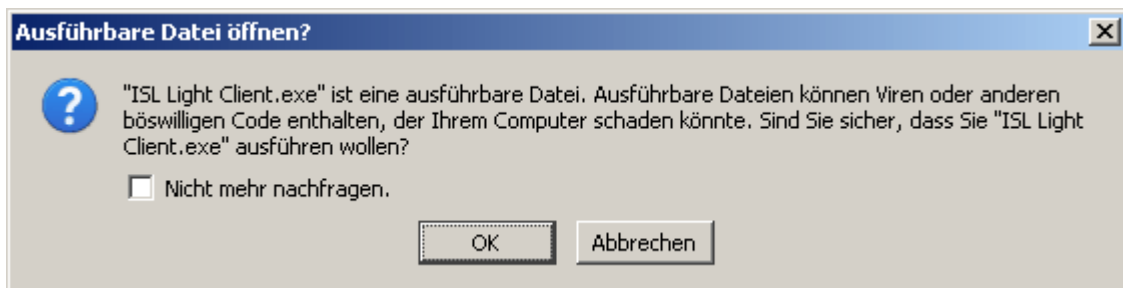 Ausführbare Datei öffnen?
"ISL Light Client.exe" ist eine ausführbare Datei. Ausführbare Dateien können Viren oder anderen
böswilligen Code enthalten, der Ihrem Computer schaden könnte. Sind Sie sicher, dass Sie "ISL Light
Client.exe" ausführen wollen?
Nicht mehr nachfragen.
OK Abbrechen